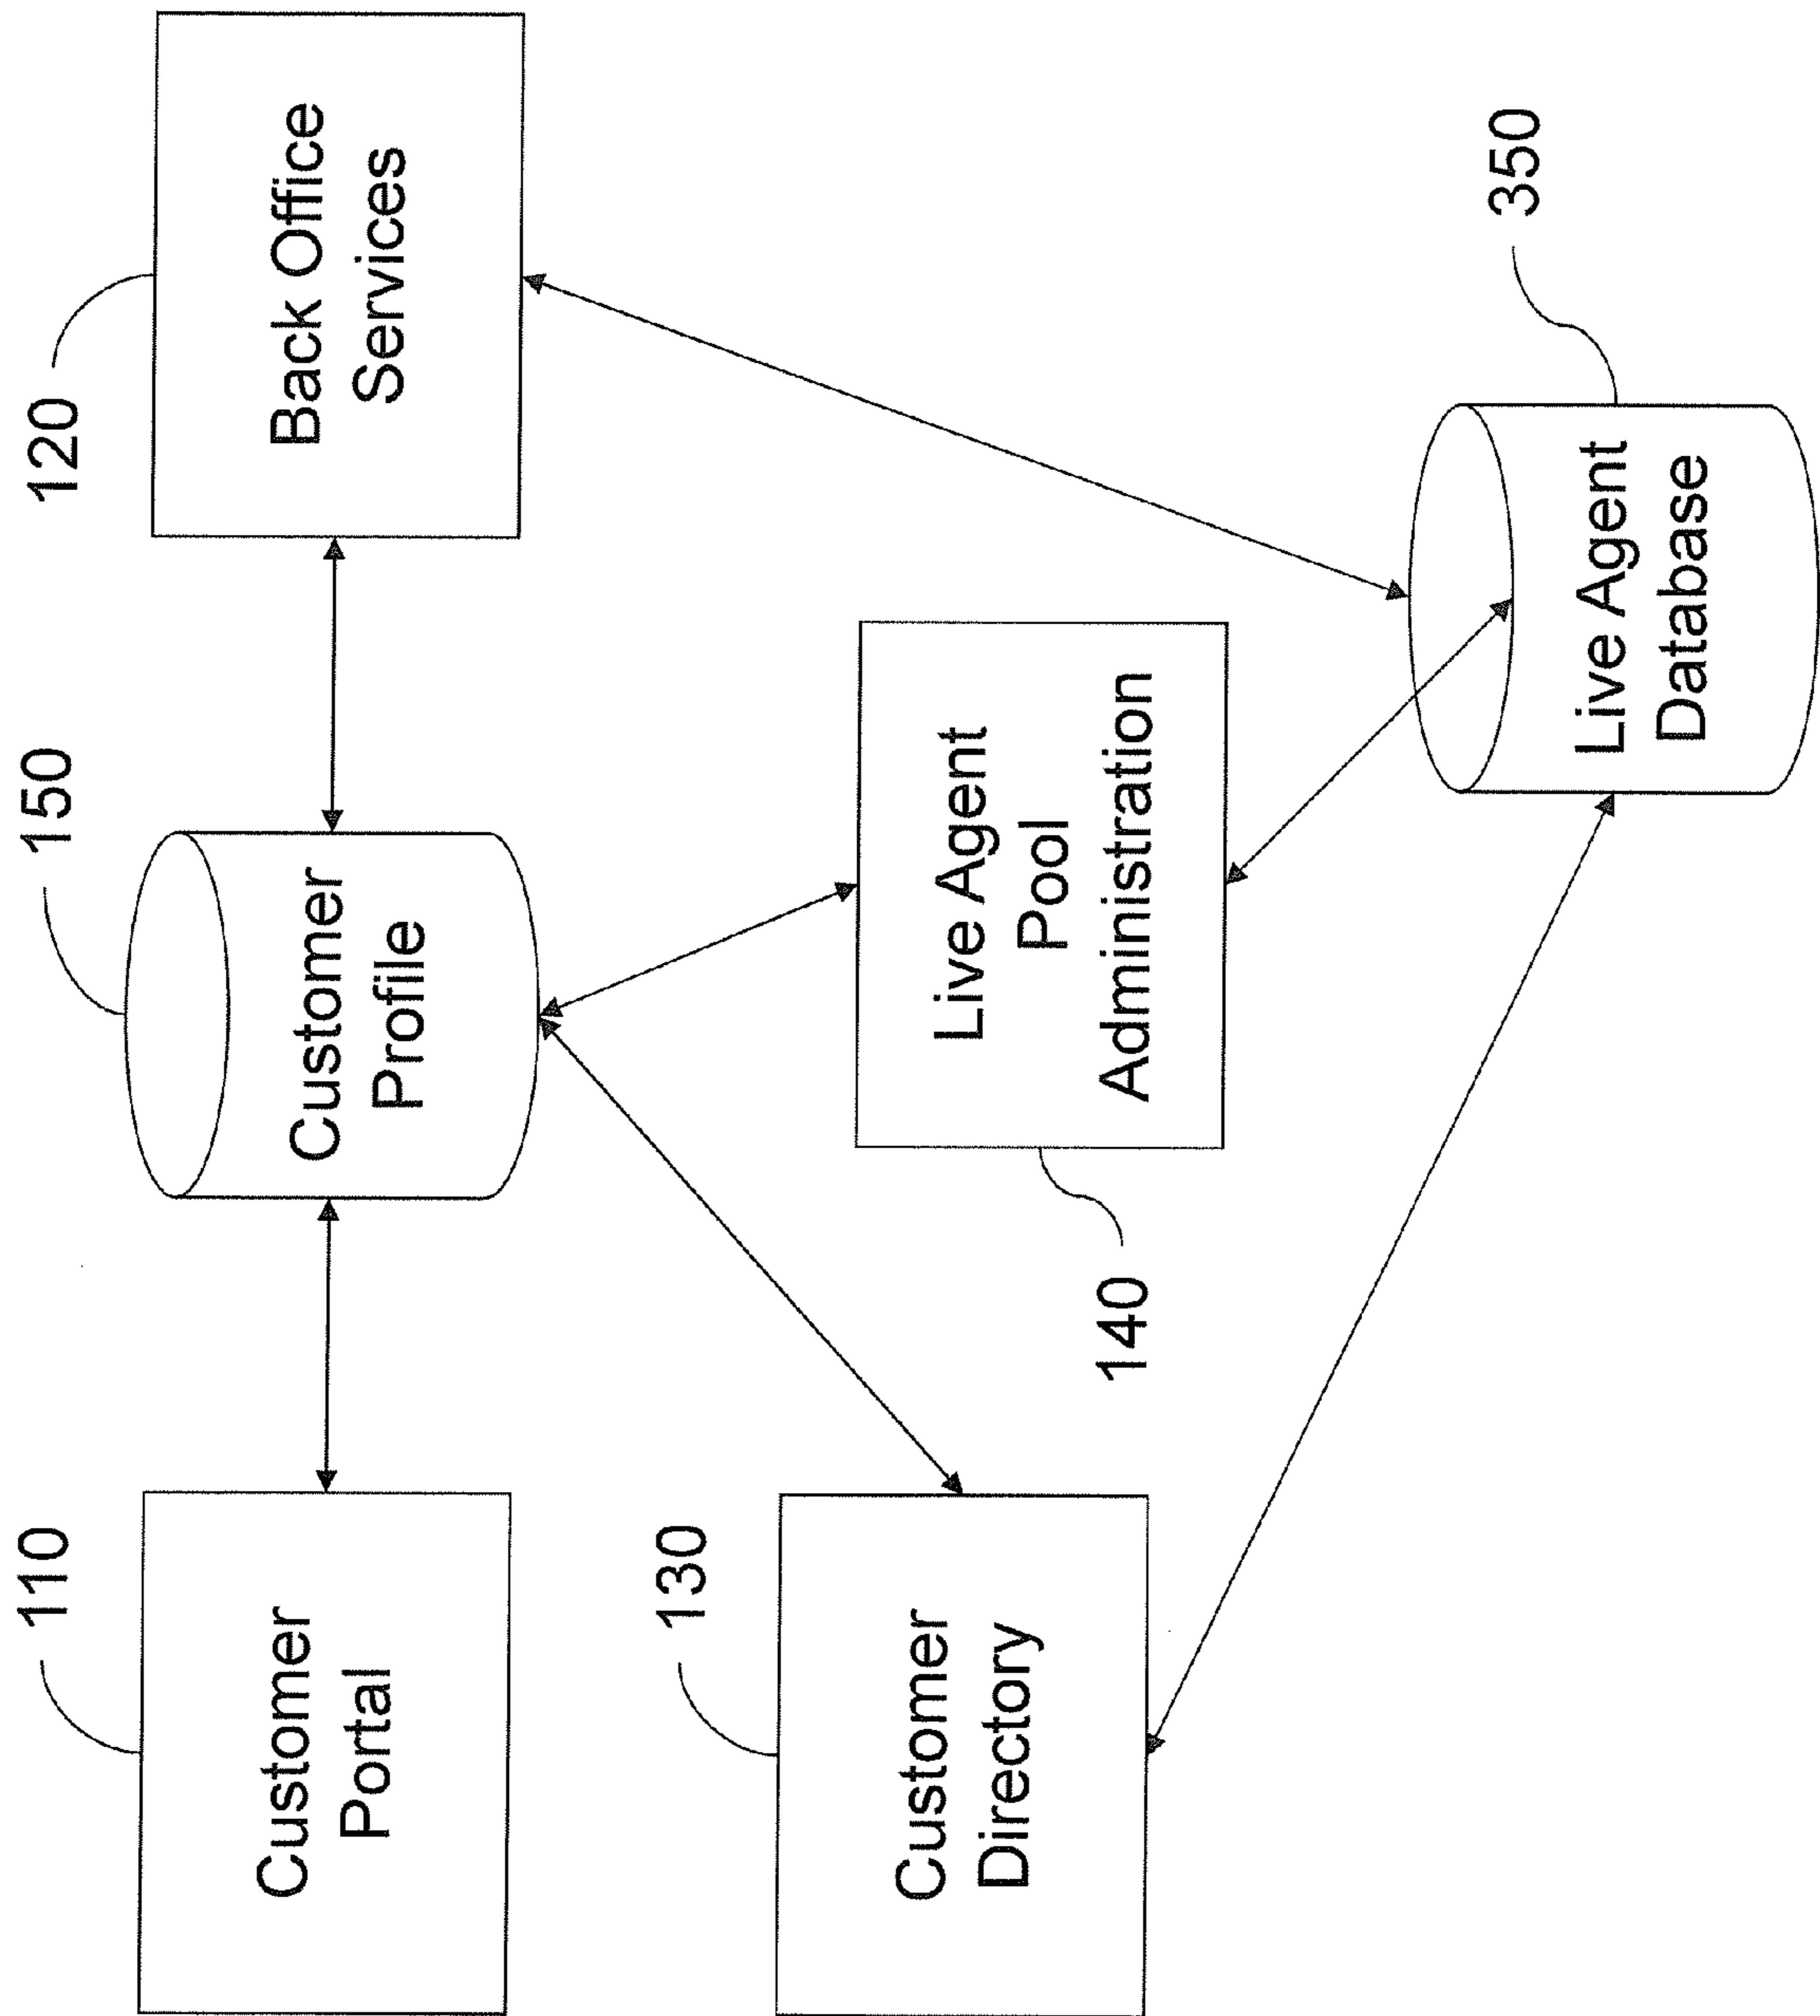 110
Customer
Portal
150
Customer
Profile
120
Back Office
Services
130
Customer
Directory
140
Live Agent
Pool
Administration
350
Live Agent
Database